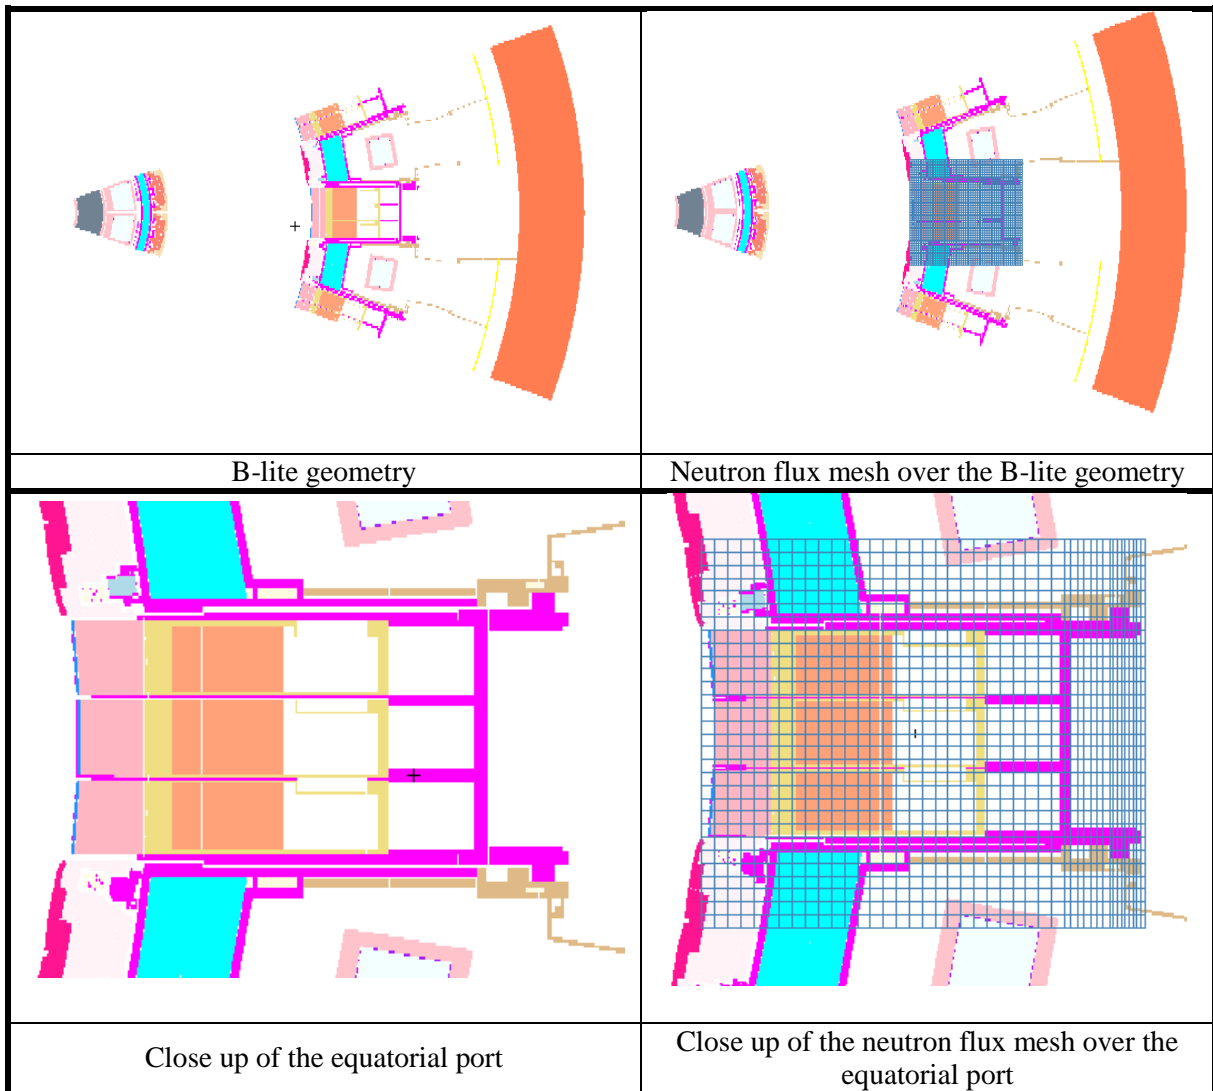 B-lite geometry
Neutron flux mesh over the B-lite geometry
Close up of the equatorial port
Close up of the neutron flux mesh over the
equatorial port